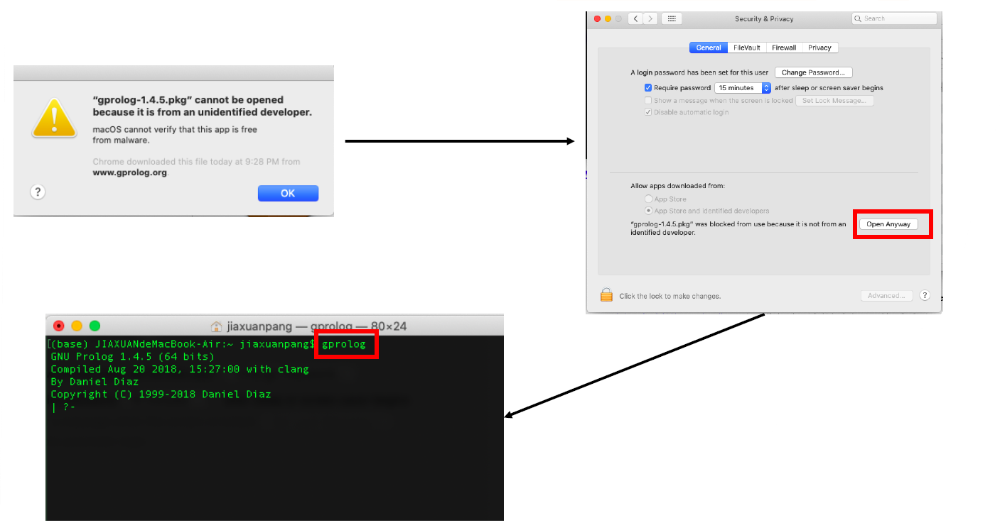 “gprolog-1.4.5.pkg” cannot be opened
because it is from an unidentified developer.
macOS cannot verify that this app is free
from malware.
Chrome downloaded this file today at 9:28 PM from
www.gprolog.org.
?
OK
Security & Privacy
Search
General FileVault Firewall Privacy
A login password has been set for this user Change Password...
Require password 15 minutes after sleep or screen saver begins
Show a message when the screen is locked Set Lock Message...
Disable automatic login
Allow apps downloaded from:
App Store
App Store and identified developers
“gprolog-1.4.5.pkg” was blocked from use because it is not from an
identified developer.
Open Anyway
Click the lock to make changes.
Advanced...
?
jiaxuanpang — gprolog — 80×24
[(base) JIAXUANdeMacBook-Air:~ jiaxuanpang$ gprolog
GNU Prolog 1.4.5 (64 bits)
Compiled Aug 20 2018, 15:27:00 with clang
By Daniel Diaz
Copyright (C) 1999-2018 Daniel Diaz
| ?-